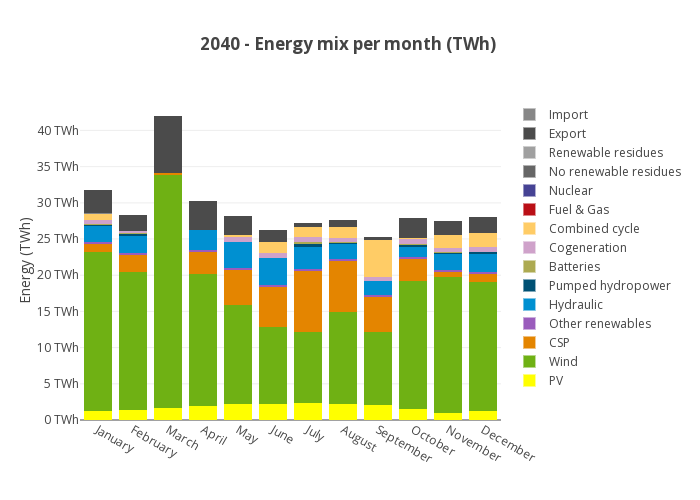 2040 - Energy mix per month (TWh)
Energy (TWh)
40 TWh
35 TWh
30 TWh
25 TWh
20 TWh
15 TWh
10 TWh
5 TWh
0 TWh
January
February
March
April
May
June
July
August
September
October
November
December
Import
Export
Renewable residues
No renewable residues
Nuclear
Fuel & Gas
Combined cycle
Cogeneration
Batteries
Pumped hydropower
Hydraulic
Other renewables
CSP
Wind
PV